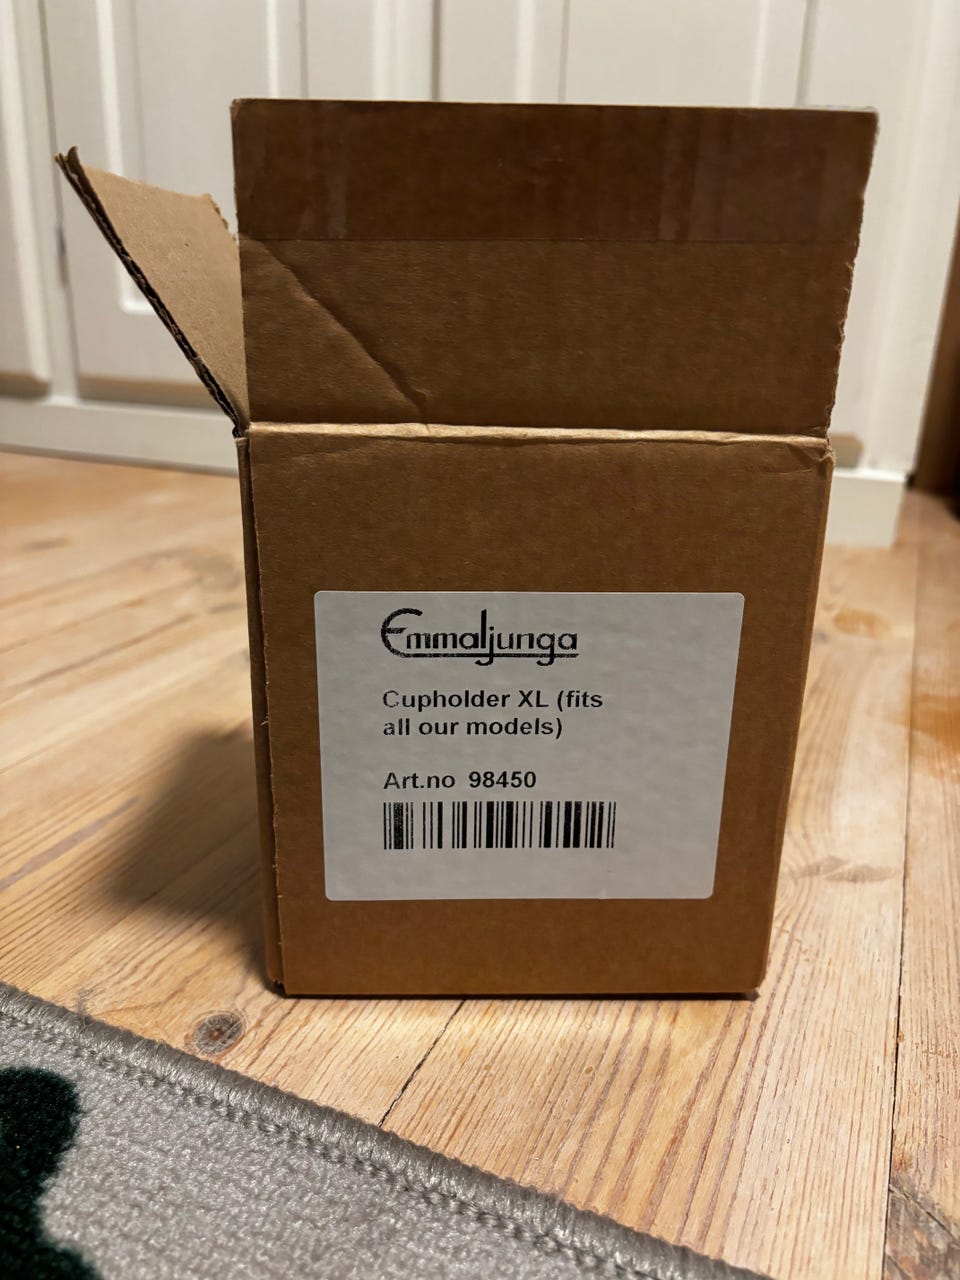 Emmaljunga
Cupholder XL (fits
all our models)
Art.no 98450